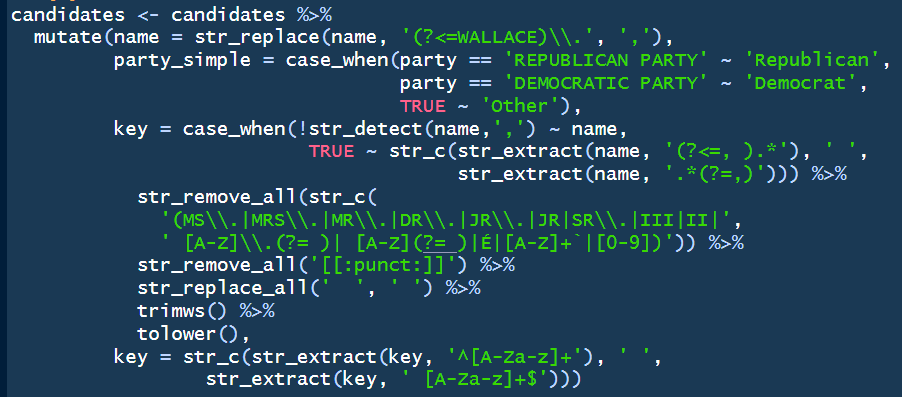 candidates <- candidates %>%
  mutate(name = str_replace(name, '(?<=WALLACE)\\.', ','),
         party_simple = case_when(party == 'REPUBLICAN PARTY' ~ 'Republican',
                                  party == 'DEMOCRATIC PARTY' ~ 'Democrat',
                                  TRUE ~ 'Other'),
         key = case_when(!str_detect(name,',') ~ name,
                          TRUE ~ str_c(str_extract(name, '(?<=, ).*'), ' ',
                                       str_extract(name, '.*(?=,)'))) %>%
           str_remove_all(str_c(
             '(MS\\.|MRS\\.|MR\\.|DR\\.|JR\\.|JR|SR\\.|III|II|',
             ' [A-Z]\\.(?= )| [A-Z](?= )|É|[A-Z]+`|[0-9])')) %>%
           str_remove_all('[[:punct:]]') %>%
           str_replace_all('  ', ' ') %>%
           trimws() %>%
           tolower(),
         key = str_c(str_extract(key, '^[A-Za-z]+'), ' ',
                 str_extract(key, ' [A-Za-z]+$')))